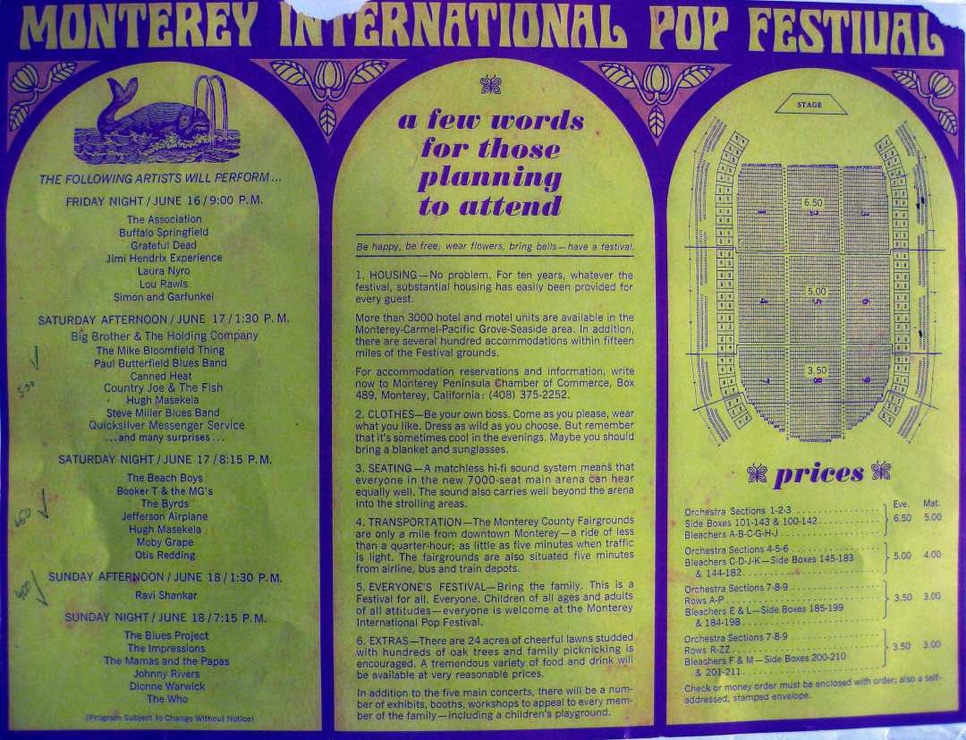 MONTEREY INTERNATIONAL POP FESTIVAL
THE FOLLOWING ARTISTS WILL PERFORM...
FRIDAY NIGHT / JUNE 16 / 9:00 P.M.
The Association
Buffalo Springfield
Grateful Dead
Jimi Hendrix Experience
Laura Nyro
Lou Rawls
Simon and Garfunkel
SATURDAY AFTERNOON / JUNE 17 / 1:30 P.M.
Big Brother & The Holding Company
The Mike Bloomfield Thing
Paul Butterfield Blues Band
Canned Heat
Country Joe & The Fish
Hugh Masekela
Steve Miller Blues Band
Quicksilver Messenger Service
...and many surprises...
SATURDAY NIGHT / JUNE 17 / 8:15 P.M.
The Beach Boys
Booker T & the MG's
The Byrds
Jefferson Airplane
Hugh Masekela
Moby Grape
Otis Redding
SUNDAY AFTERNOON / JUNE 18 / 1:30 P.M.
Ravi Shankar
SUNDAY NIGHT / JUNE 18 / 7:15 P.M.
The Blues Project
The Impressions
The Mamas and the Papas
Johnny Rivers
Dionne Warwick
The Who
(Program Subject to Change Without Notice)
a few words
for those
planning
to attend
Be happy, be free; wear flowers, bring bells—have a festival.
1. HOUSING—No problem. For ten years, whatever the
festival, substantial housing has easily been provided for
every guest.
More than 3000 hotel and motel units are available in the
Monterey-Carmel-Pacific Grove-Seaside area. In addition,
there are several hundred accommodations within fifteen
miles of the Festival grounds.
For accommodation reservations and information, write
now to Monterey Peninsula Chamber of Commerce, Box
489, Monterey, California: (408) 375-2252.
2. CLOTHES—Be your own boss. Come as you please, wear
what you like. Dress as wild as you choose. But remember
that it's sometimes cool in the evenings. Maybe you should
bring a blanket and sunglasses.
3. SEATING—A matchless hi-fi sound system means that
everyone in the new 7000-seat main arena can hear
equally well. The sound also carries well beyond the arena
into the strolling areas.
4. TRANSPORTATION—The Monterey County Fairgrounds
are only a mile from downtown Monterey—a ride of less
than a quarter-hour; as little as five minutes when traffic
is light. The fairgrounds are also situated five minutes
from airline, bus and train depots.
5. EVERYONE'S FESTIVAL—Bring the family. This is a
Festival for all. Everyone. Children of all ages and adults
of all attitudes—everyone is welcome at the Monterey
International Pop Festival.
6. EXTRAS—There are 24 acres of cheerful lawns studded
with hundreds of oak trees and family picknicking is
encouraged. A tremendous variety of food and drink will
be available at very reasonable prices.
In addition to the five main concerts, there will be a num-
ber of exhibits, booths, workshops to appeal to every mem-
ber of the family—including a children's playground.
STAGE
6.50
1 2 3
5.00
4 5 6
3.50
7 8 9
prices
Eve. Mat.
Orchestra Sections 1-2-3
Side Boxes 101-143 & 100-142 6.50 5.00
Bleachers A-B-C-G-H-J
Orchestra Sections 4-5-6
Bleachers C-D-J-K—Side Boxes 145-183 5.00 4.00
& 144-182
Orchestra Sections 7-8-9
Rows A-P 3.50 3.00
Bleachers E & L—Side Boxes 185-199
& 184-198
Orchestra Sections 7-8-9
Rows R-ZZ 3.50 3.00
Bleachers F & M—Side Boxes 200-210
& 201-211
Check or money order must be enclosed with order; also a self-
addressed, stamped envelope.